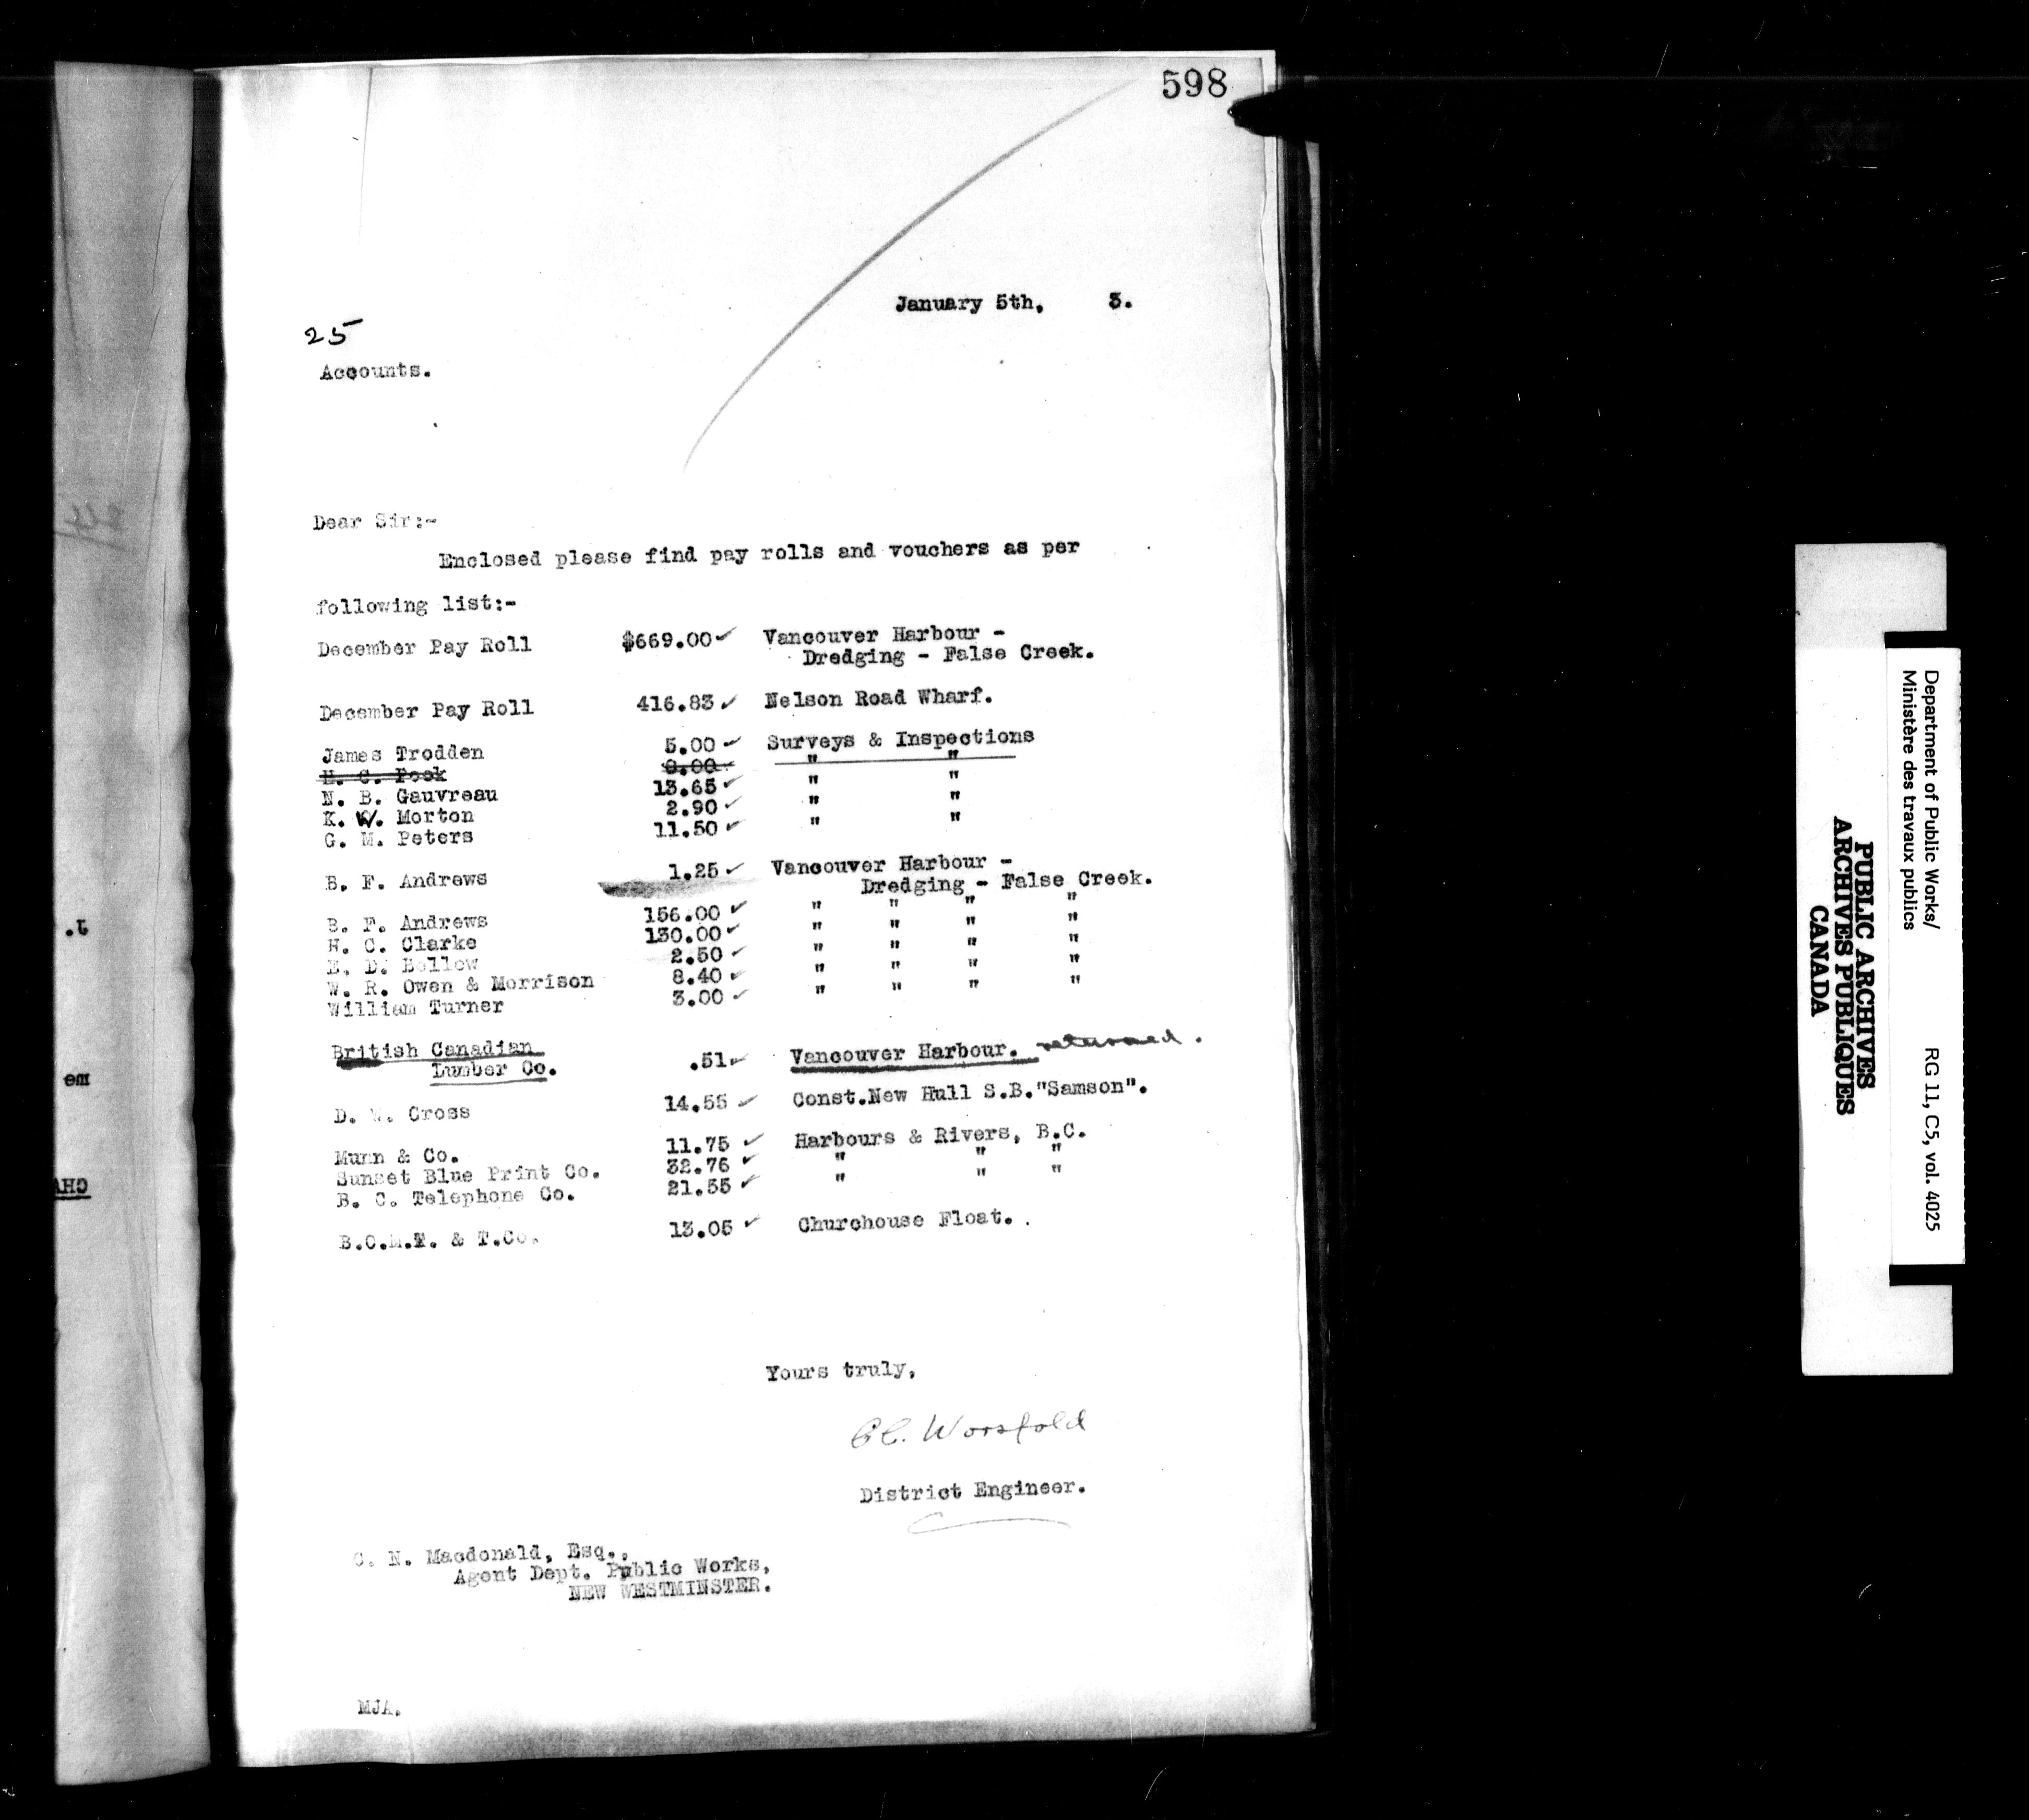 598
January 5th, 3.
25
Accounts.
Dear Sir:-
Enclosed please find pay rolls and vouchers as per
following list:-
December Pay Roll $669.00 ✓ Vancouver Harbour -
Dredging - False Creek.
December Pay Roll 416.83 ✓ Nelson Road Wharf.
James Trodden 5.00 ✓ Surveys & Inspections
H. C. Pook 9.00 " "
N. B. Gauvreau 13.65 ✓ " "
K. W. Morton 2.90 ✓ " "
G. M. Peters 11.50 ✓ " "
B. F. Andrews 1.25 ✓ Vancouver Harbour -
Dredging - False Creek.
B. F. Andrews 156.00 ✓ " " " "
H. C. Clarke 130.00 ✓ " " " "
E. D. Bellow 2.50 ✓ " " " "
W. R. Owen & Morrison 8.40 ✓ " " " "
William Turner 3.00 ✓ " " " "
British Canadian
Lumber Co. .51 ✓ Vancouver Harbour. returned.
D. W. Cross 14.55 ✓ Const.New Hull S.B."Samson".
Munn & Co. 11.75 ✓ Harbours & Rivers, B.C.
Sunset Blue Print Co. 32.76 ✓ " " "
B. C. Telephone Co. 21.55 ✓ " " "
B.C.M.T. & T.Co. 13.05 ✓ Churchouse Float.
Yours truly,
C.C. Worsfold
District Engineer.
C. N. Macdonald, Esq.,
Agent Dept. Public Works,
NEW WESTMINSTER.
MJA.
Department of Public Works/
Ministère des travaux publics
RG 11, C5, vol. 4025
PUBLIC ARCHIVES
ARCHIVES PUBLIQUES
CANADA